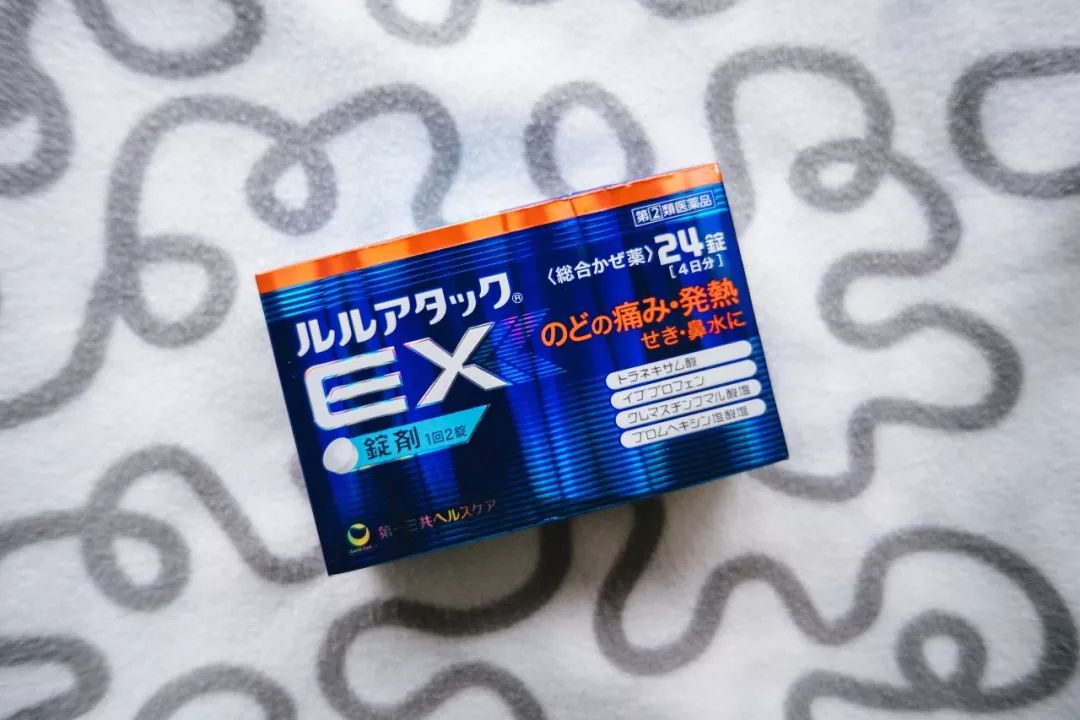 第②類医薬品
〈総合かぜ薬〉24錠
[4日分]
ルルアタック®
EX
のどの痛み・発熱
せき・鼻水に
トラネキサム酸
イブプロフェン
クレマスチンフマル酸塩
ブロムヘキシン塩酸塩
錠剤 1回2錠
第一三共ヘルスケア